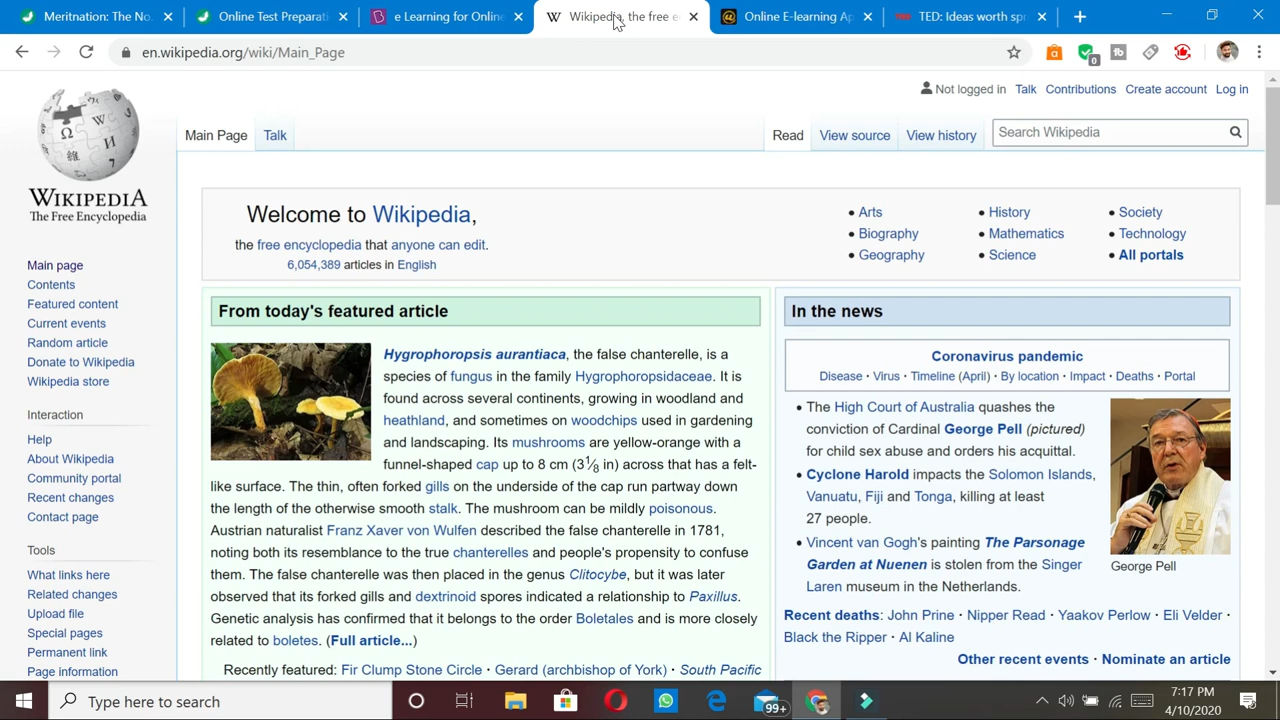 Meritnation: The No.
Online Test Preparati
e Learning for Online
Wikipedia, the free e
Online E-learning Ap
TED: Ideas worth spr
en.wikipedia.org/wiki/Main_Page
Not logged in Talk Contributions Create account Log in
Main Page Talk Read View source View history Search Wikipedia
WIKIPEDIA
The Free Encyclopedia
Main page
Contents
Featured content
Current events
Random article
Donate to Wikipedia
Wikipedia store
Interaction
Help
About Wikipedia
Community portal
Recent changes
Contact page
Tools
What links here
Related changes
Upload file
Special pages
Permanent link
Page information
Welcome to Wikipedia,
the free encyclopedia that anyone can edit.
6,054,389 articles in English
• Arts
• Biography
• Geography
• History
• Mathematics
• Science
• Society
• Technology
• All portals
From today's featured article
Hygrophoropsis aurantiaca, the false chanterelle, is a
species of fungus in the family Hygrophoropsidaceae. It is
found across several continents, growing in woodland and
heathland, and sometimes on woodchips used in gardening
and landscaping. Its mushrooms are yellow-orange with a
funnel-shaped cap up to 8 cm (3 1⁄8 in) across that has a felt-
like surface. The thin, often forked gills on the underside of the cap run partway down
the length of the otherwise smooth stalk. The mushroom can be mildly poisonous.
Austrian naturalist Franz Xaver von Wulfen described the false chanterelle in 1781,
noting both its resemblance to the true chanterelles and people's propensity to confuse
them. The false chanterelle was then placed in the genus Clitocybe, but it was later
observed that its forked gills and dextrinoid spores indicated a relationship to Paxillus.
Genetic analysis has confirmed that it belongs to the order Boletales and is more closely
related to boletes. (Full article...)
Recently featured: Fir Clump Stone Circle · Gerard (archbishop of York) · South Pacific
In the news
Coronavirus pandemic
Disease · Virus · Timeline (April) · By location · Impact · Deaths · Portal
• The High Court of Australia quashes the
conviction of Cardinal George Pell (pictured)
for child sex abuse and orders his acquittal.
• Cyclone Harold impacts the Solomon Islands,
Vanuatu, Fiji and Tonga, killing at least
27 people.
• Vincent van Gogh's painting The Parsonage
Garden at Nuenen is stolen from the Singer
Laren museum in the Netherlands.
George Pell
Recent deaths: John Prine · Nipper Read · Yaakov Perlow · Eli Velder ·
Black the Ripper · Al Kaline
Other recent events · Nominate an article
Type here to search
99+
7:17 PM
4/10/2020